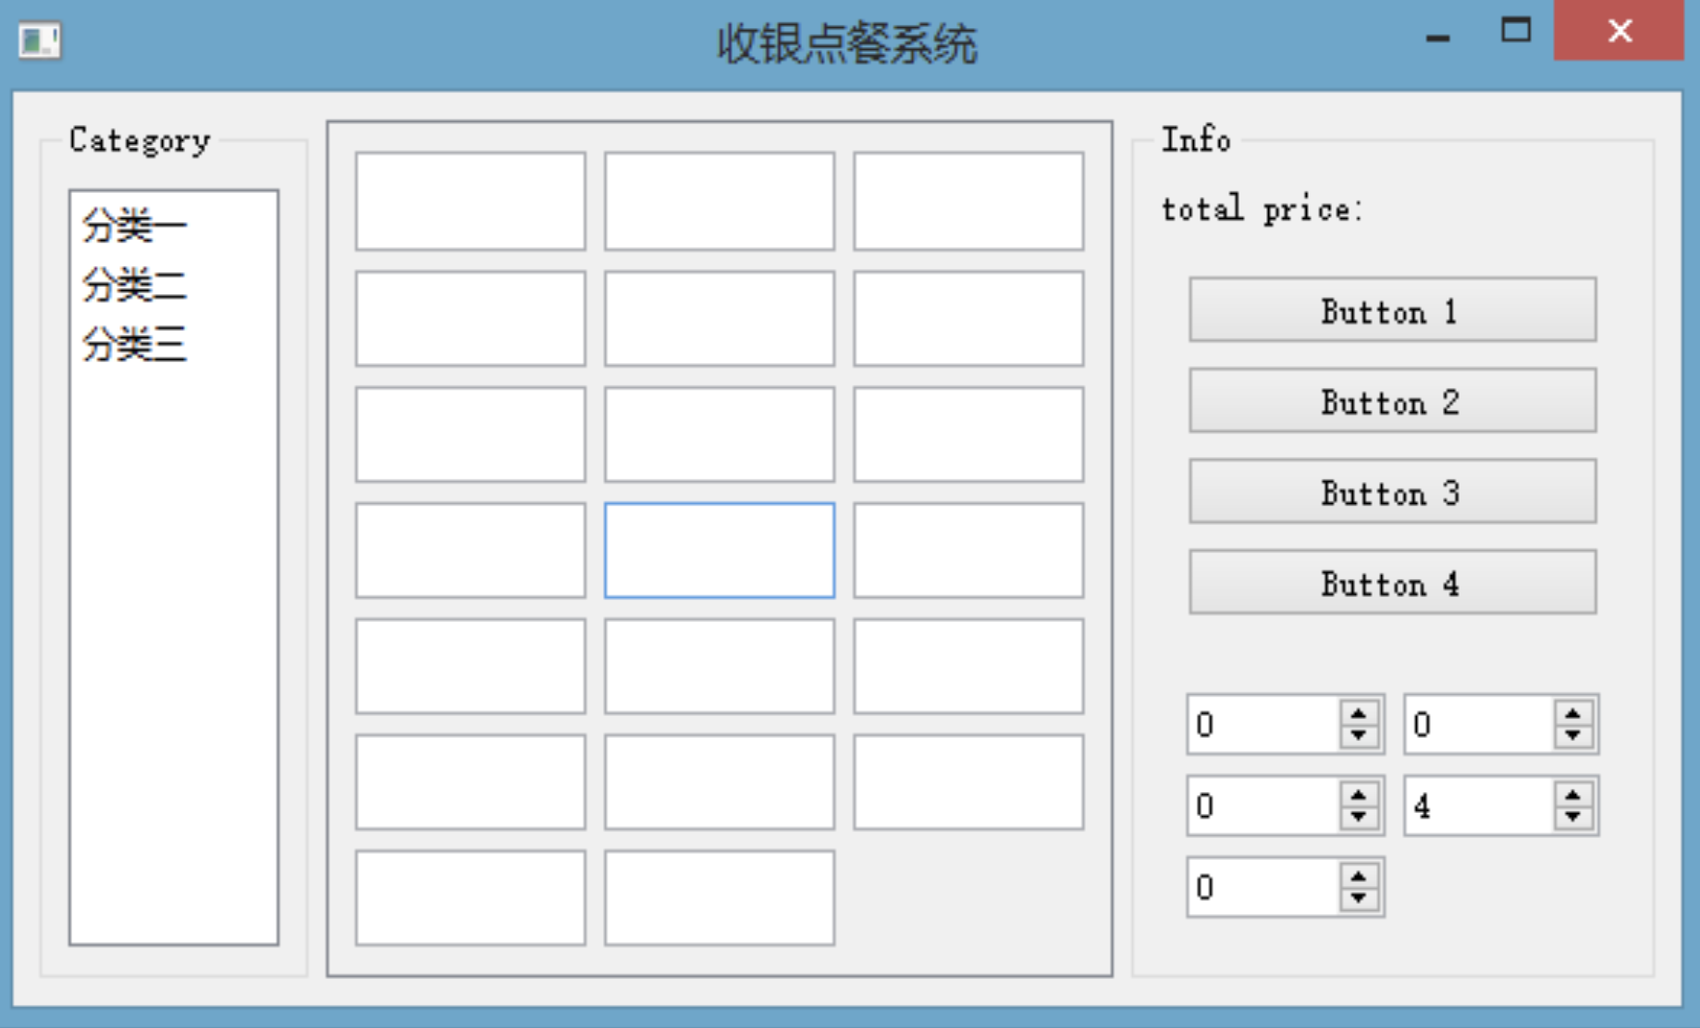 收银点餐系统
Category
分类一
分类二
分类三
Info
total price:
Button 1
Button 2
Button 3
Button 4
0 0
0 4
0